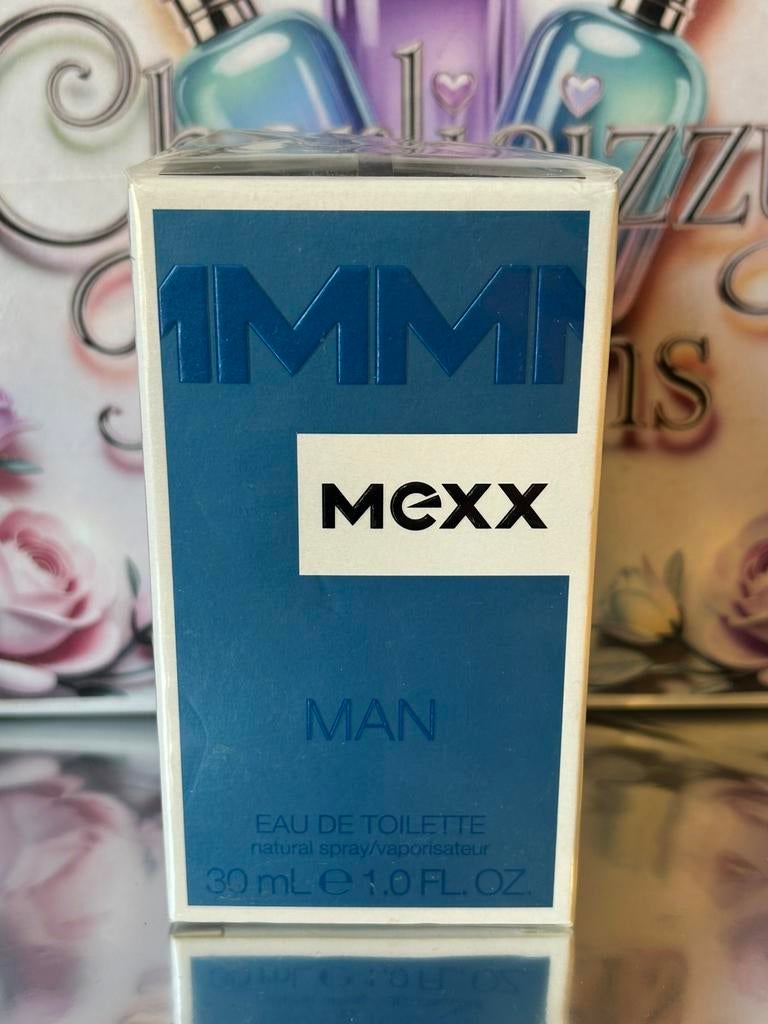 MMM
Mexx
MAN
EAU DE TOILETTE
natural spray/vaporisateur
30 mL e 1.0 FL. OZ.